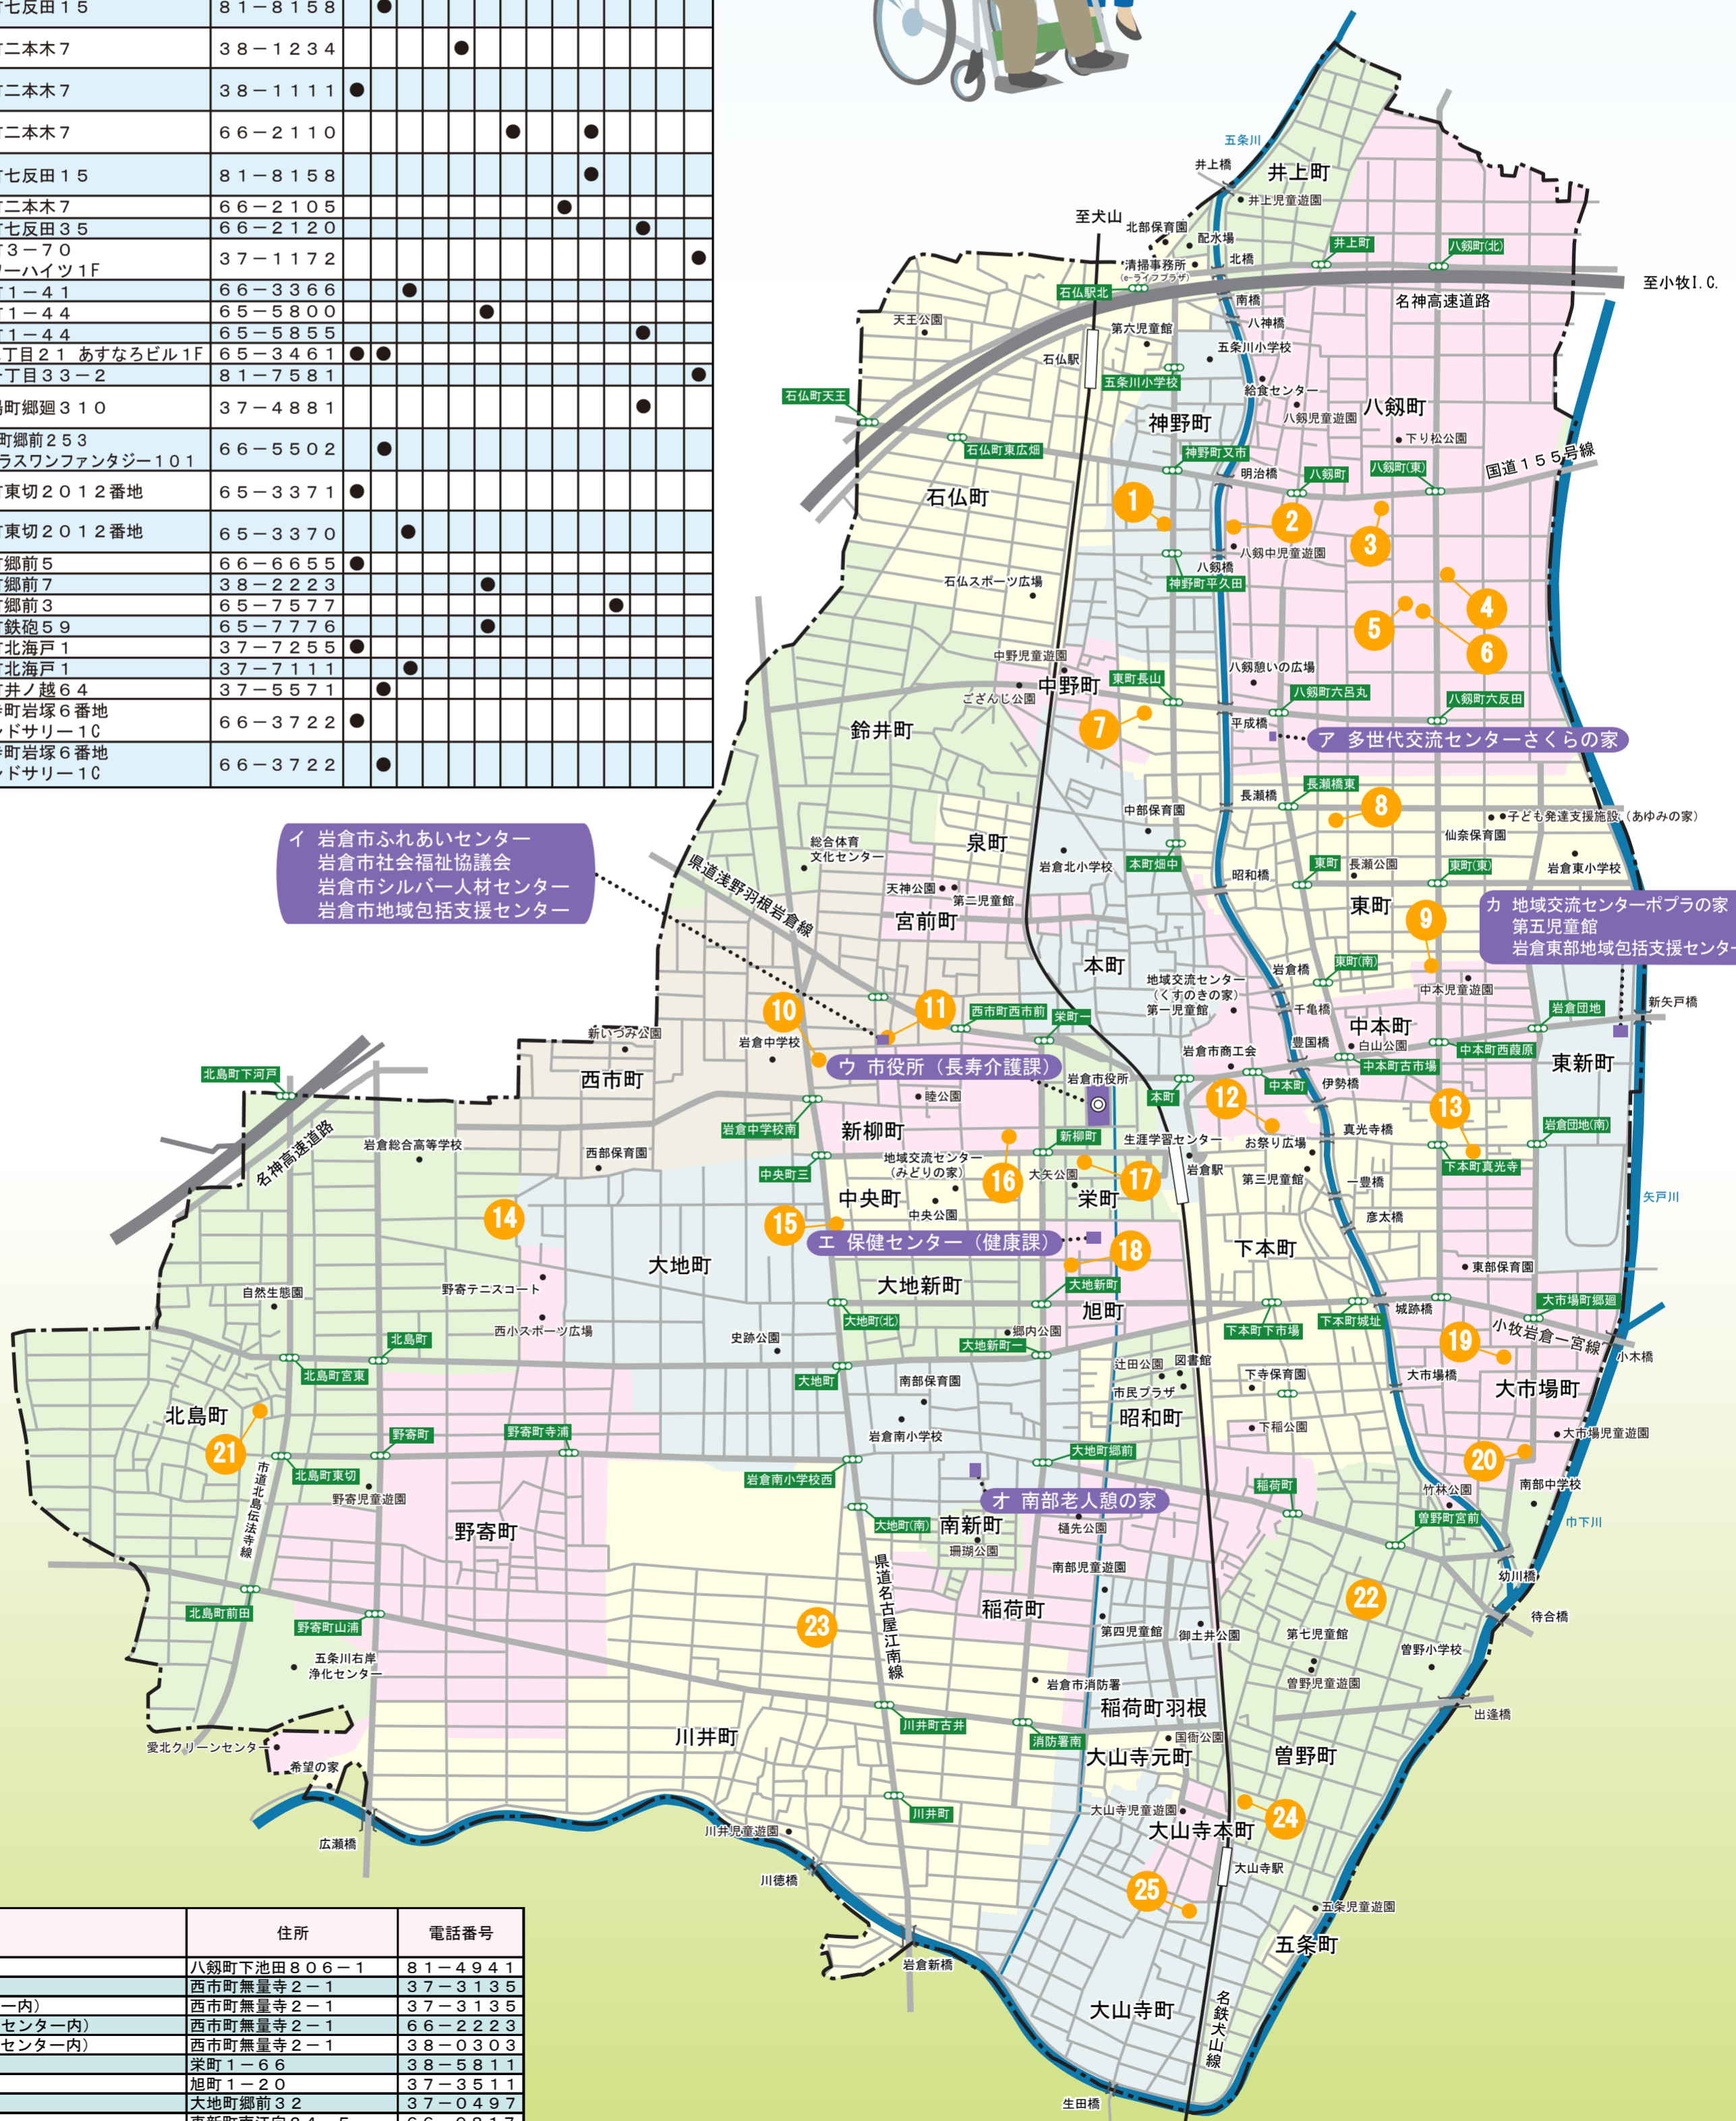 町七反田１５ ８１－８１５８ ●
町二本木７ ３８－１２３４ ●
町二本木７ ３８－１１１１ ●
町二本木７ ６６－２１１０ ● ●
町七反田１５ ８１－８１５８ ●
町二本木７ ６６－２１０５ ●
町七反田３５ ６６－２１２０ ●
３－７０
ーハイツ１F
３７－１１７２ ●
１－４１ ６６－３３６６ ●
１－４４ ６５－５８００ ●
１－４４ ６５－５８５５ ●
丁目２１ あすなろビル１F ６５－３４６１ ● ●
丁目３３－２ ８１－７５８１ ●
町郷廻３１０ ３７－４８８１ ●
町郷前２５３
ラスワンファンタジー１０１
６６－５５０２ ●
東切２０１２番地 ６５－３３７１ ●
東切２０１２番地 ６５－３３７０ ●
郷前５ ６６－６６５５ ●
郷前７ ３８－２２２３ ●
郷前３ ６５－７５７７ ●
鉄砲５９ ６５－７７７６ ●
北海戸１ ３７－７２５５ ●
北海戸１ ３７－７１１１ ●
井ノ越６４ ３７－５５７１ ●
町岩塚６番地
ドサリー１C
６６－３７２２ ●
町岩塚６番地
ドサリー１C
６６－３７２２ ●
五条川
井上橋
井上町
井上児童遊園
至犬山
北部保育園
配水場
清掃事務所
(e-ライフプラザ)
北橋
井上町
八剱町(北)
石仏駅北
南橋
名神高速道路
至小牧I.C.
天王公園
第六児童館
八神橋
石仏駅
五条川小学校
五条川小学校
給食センター
石仏町天王
八剱児童遊園
八剱町
神野町
下り松公園
石仏町東広畑
神野町又市
国道１５５号線
明治橋
八剱町
八剱町(東)
石仏町
1
2
3
八剱中児童遊園
八剱橋
石仏スポーツ広場
神野町平久田
4
5
6
中野児童遊園
八剱憩いの広場
東町長山
中野町
ござんじ公園
八剱町六呂丸
八剱町六反田
鈴井町
7
平成橋
ア 多世代交流センターさくらの家
長瀬橋東
長瀬橋
8
中部保育園
子ども発達支援施設（あゆみの家）
仙奈保育園
イ 岩倉市ふれあいセンター
岩倉市社会福祉協議会
岩倉市シルバー人材センター
岩倉市地域包括支援センター
総合体育
文化センター
泉町
岩倉北小学校
本町畑中
東町
長瀬公園
東町(東)
岩倉東小学校
県道浅野羽根岩倉線
天神公園
第二児童館
昭和橋
宮前町
東町
9
カ 地域交流センターポプラの家
第五児童館
岩倉東部地域包括支援センター
本町
岩倉橋
東町(南)
地域交流センター
（くすのきの家）
第一児童館
中本児童遊園
千亀橋
岩倉団地
新矢戸橋
10
11
西市町西市前
栄町一
新いづみ公園
岩倉中学校
中本町
豊国橋
白山公園
中本町西葭原
岩倉市商工会
東新町
西市町
ウ 市役所（長寿介護課）
岩倉市役所
中本町古市場
北島町下河戸
中本町
伊勢橋
睦公園
本町
12
13
名神高速道路
岩倉中学校南
新柳町
真光寺橋
岩倉総合高等学校
新柳町
生涯学習センター
お祭り広場
岩倉団地(南)
西部保育園
地域交流センター
（みどりの家）
中央町三
岩倉駅
下本町真光寺
大矢公園
第三児童館
一豊橋
16
17
矢戸川
中央町
栄町
中央公園
彦太橋
14
15
エ 保健センター（健康課）
18
下本町
大地町
東部保育園
大地新町
大地新町
自然生態園
野寄テニスコート
旭町
大市場町郷廻
城跡橋
西小スポーツ広場
大地町(北)
郷内公園
下本町下市場
下本町城址
史跡公園
北島町
大地新町一
19
小牧岩倉一宮線
小木橋
北島町宮東
大地町
辻田公園
図書館
南部保育園
下寺保育園
大市場橋
市民プラザ
大市場町
北島町
昭和町
下稲公園
岩倉南小学校
大市場児童遊園
野寄町
野寄町寺浦
大地町郷前
21
20
北島町東切
岩倉南小学校西
稲荷町
南部中学校
市道北島伝法寺線
野寄児童遊園
オ 南部老人憩の家
竹林公園
曽野町宮前
巾下川
野寄町
大地町(南)
南新町
樋先公園
珊瑚公園
県道名古屋江南線
南部児童遊園
幼川橋
22
北島町前田
野寄町山浦
稲荷町
待合橋
23
第四児童館
御土井公園
第七児童館
曽野小学校
五条川右岸
浄化センター
岩倉市消防署
曽野児童遊園
稲荷町羽根
出逢橋
川井町
川井町古井
国衙公園
愛北クリーンセンター
消防署南
大山寺元町
曽野町
希望の家
川井町
大山寺児童遊園
24
川井児童遊園
大山寺本町
広瀬橋
大山寺駅
川徳橋
25
五条児童遊園
五条町
岩倉新橋
大山寺町
名鉄犬山線
生田橋
住所 電話番号
八剱町下池田８０６－１ ８１－４９４１
西市町無量寺２－１ ３７－３１３５
ー内） 西市町無量寺２－１ ３７－３１３５
センター内） 西市町無量寺２－１ ６６－２２２３
センター内） 西市町無量寺２－１ ３８－０３０３
栄町１－６６ ３８－５８１１
旭町１－２０ ３７－３５１１
大地町郷前３２ ３７－０４９７